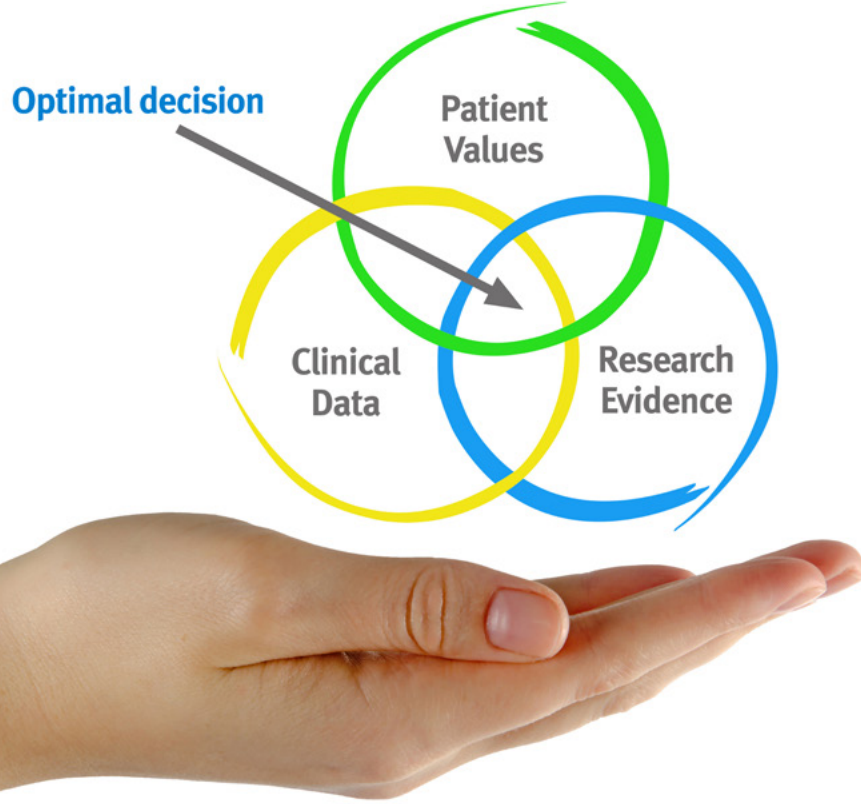 Optimal decision
Patient
Values
Clinical
Data
Research
Evidence